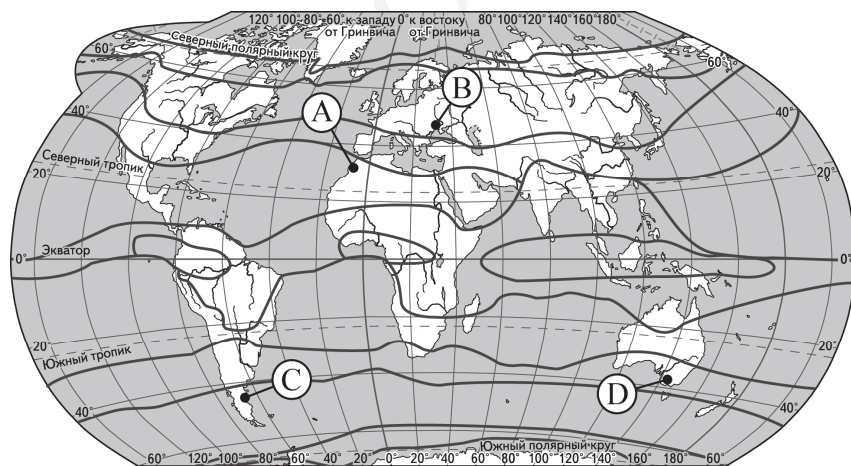 120° 100° 80° 60° к западу 0° к востоку 80° 100° 120° 140° 160° 180°
от Гринвича от Гринвича
Северный полярный круг
60° 60°
A B
40° 40°
Северный тропик
20° 20°
Экватор
0° 0°
20° 20°
Южный тропик
C D
40° 40°
Южный полярный круг
60° 120° 100° 80° 60° 40° 20° 0° 20° 40° 60° 80° 100° 120° 140° 160° 180° 60°